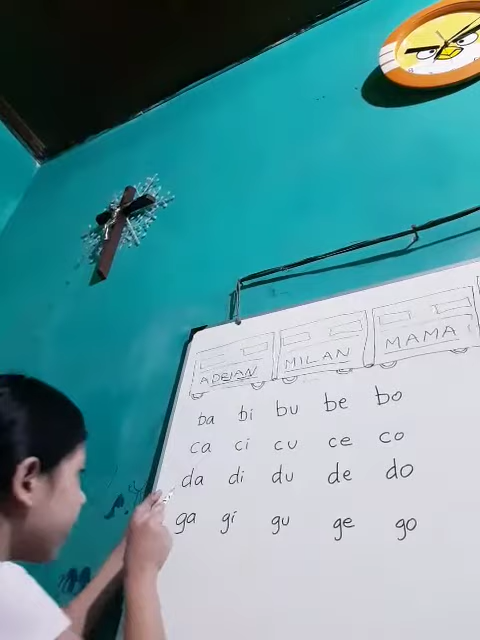 ADRIAN MILAN MAMA
ba bi bu be bo
ca ci cu ce co
da di du de do
ga gi gu ge go